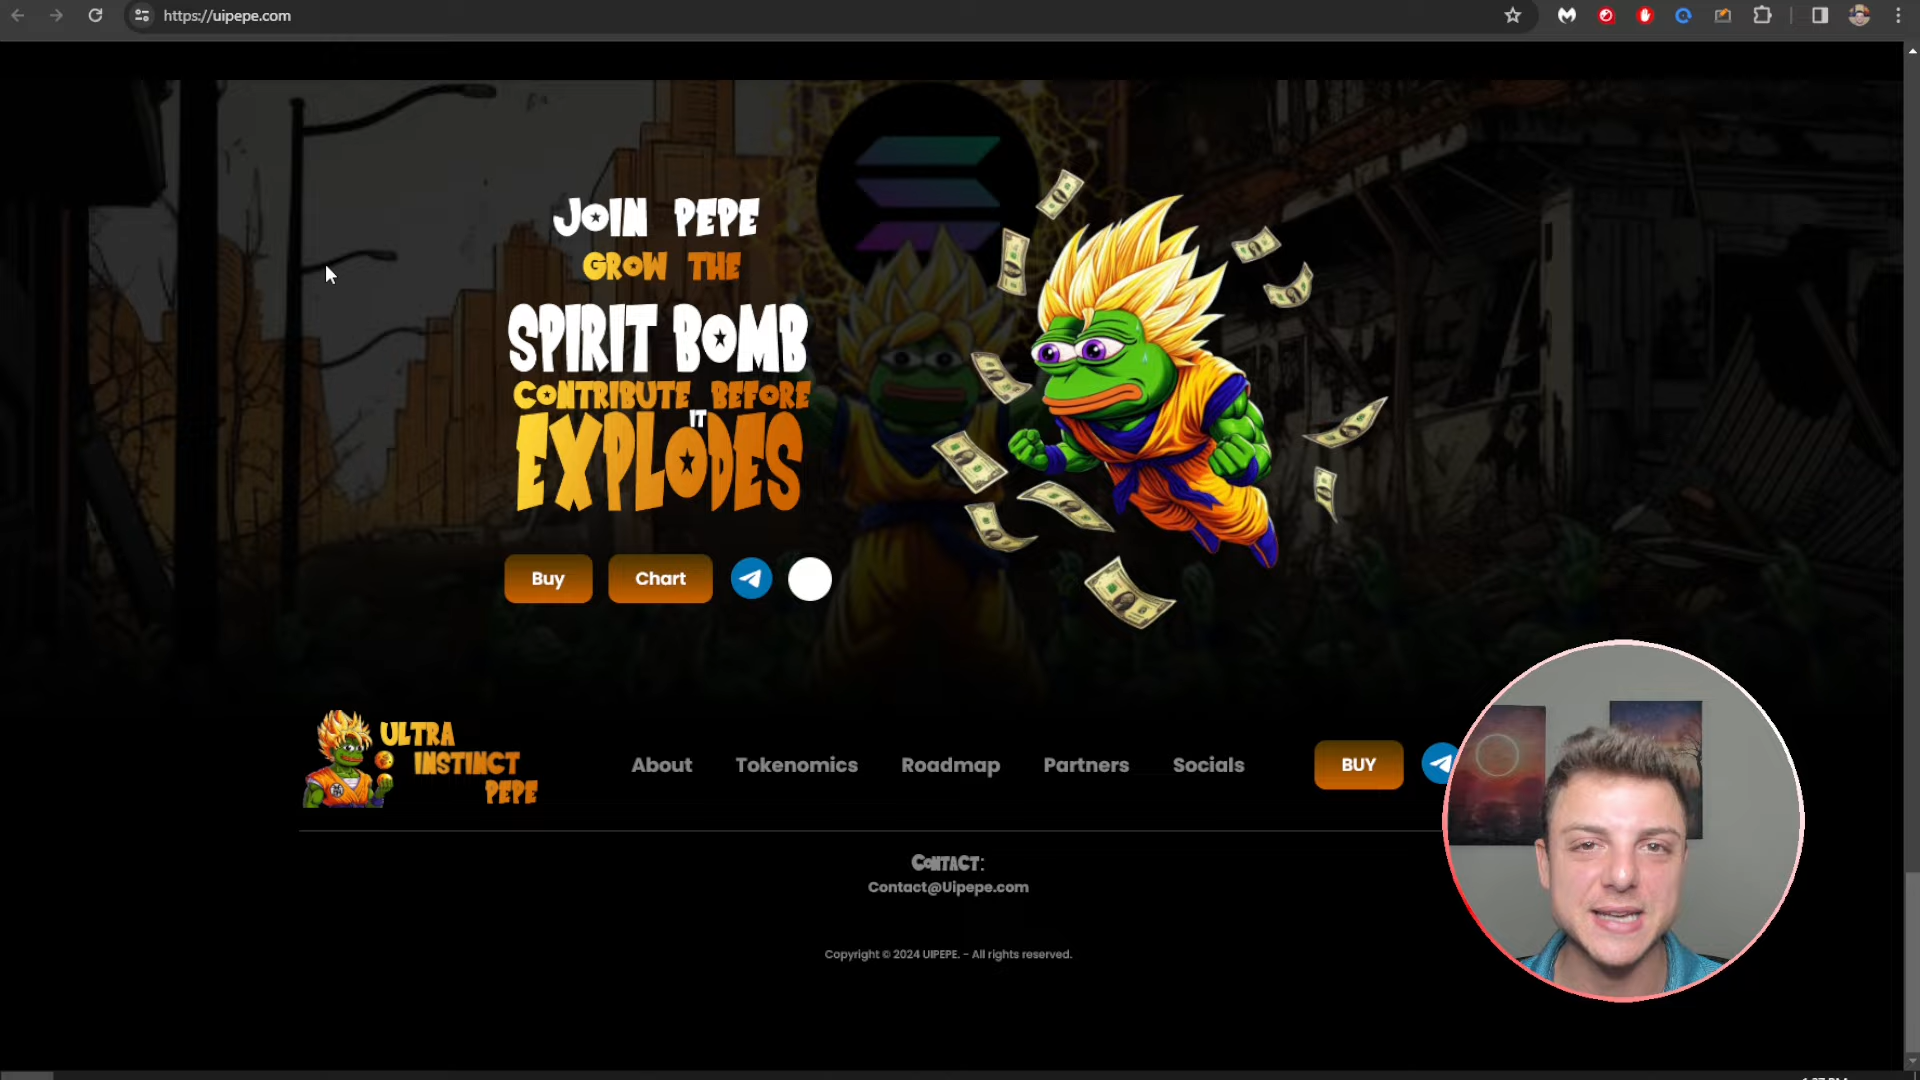 https://uipepe.com
JOIN PEPE
GROW THE
SPIRIT BOMB
CONTRIBUTE BEFORE
IT
EXPLODES
Buy
Chart
ULTRA
INSTINCT
PEPE
About
Tokenomics
Roadmap
Partners
Socials
BUY
CONTACT:
Contact@Uipepe.com
Copyright © 2024 UIPEPE. - All rights reserved.